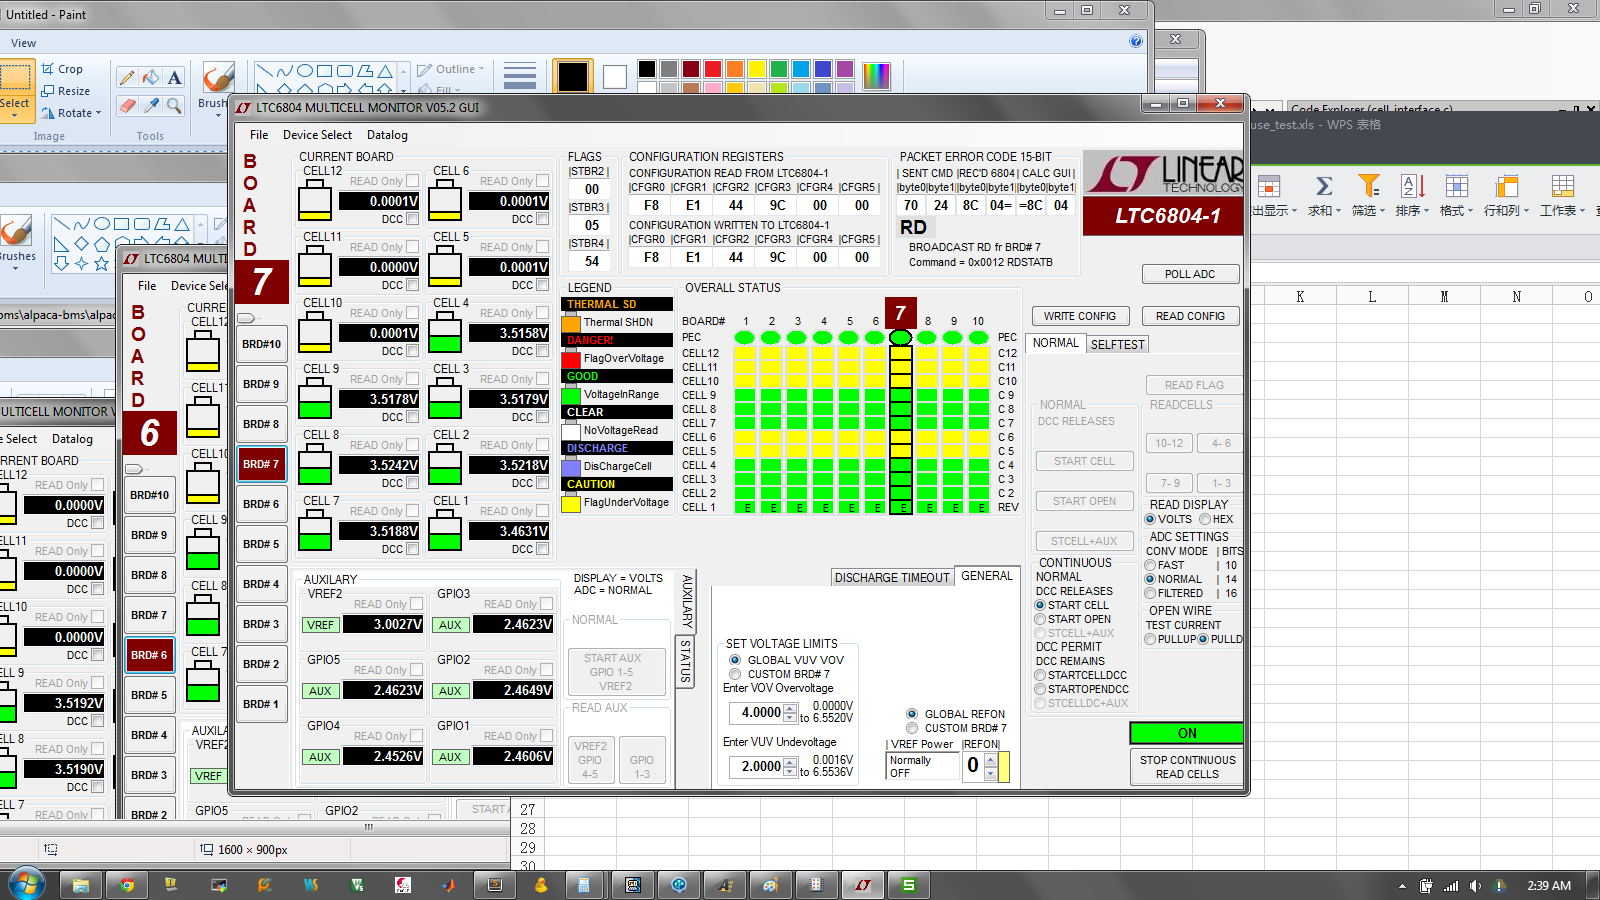 Untitled - Paint
View
Crop
Resize
Rotate
Select
Image
Tools
Brush
Outline
Fill
Code Explorer (cell_interface.c)
use_test.xls - WPS 表格
求和
筛选
排序
格式
行和列
工作表
LTC6804 MULTICELL MONITOR V05.2 GUI
File Device Select Datalog
BOARD
7
BRD#10
BRD# 9
BRD# 8
BRD# 7
BRD# 6
BRD# 5
BRD# 4
BRD# 3
BRD# 2
BRD# 1
CURRENT BOARD
CELL12 READ Only 0.0001V DCC
CELL 6 READ Only 0.0001V DCC
CELL11 READ Only 0.0000V DCC
CELL 5 READ Only 0.0001V DCC
CELL10 READ Only 0.0001V DCC
CELL 4 READ Only 3.5158V DCC
CELL 9 READ Only 3.5178V DCC
CELL 3 READ Only 3.5179V DCC
CELL 8 READ Only 3.5242V DCC
CELL 2 READ Only 3.5218V DCC
CELL 7 READ Only 3.5188V DCC
CELL 1 READ Only 3.4631V DCC
FLAGS
|STBR2|
00
|STBR3|
05
|STBR4|
54
CONFIGURATION REGISTERS
CONFIGURATION READ FROM LTC6804-1
|CFGR0 |CFGR1 |CFGR2 |CFGR3 |CFGR4 |CFGR5 |
F8 E1 44 9C 00 00
CONFIGURATION WRITTEN TO LTC6804-1
|CFGR0 |CFGR1 |CFGR2 |CFGR3 |CFGR4 |CFGR5 |
F8 E1 44 9C 00 00
PACKET ERROR CODE 15-BIT
| SENT CMD |REC'D 6804 | CALC GUI |
|byte0|byte1|byte0|byte1|byte0|byte1
70 24 8C 04= =8C 04
RD
BROADCAST RD fr BRD# 7
Command = 0x0012 RDSTATB
LINEAR
TECHNOLOGY
LTC6804-1
POLL ADC
WRITE CONFIG
READ CONFIG
LEGEND
THERMAL SD
Thermal SHDN
DANGER!
FlagOverVoltage
GOOD
VoltageInRange
CLEAR
NoVoltageRead
DISCHARGE
DisChargeCell
CAUTION
FlagUnderVoltage
OVERALL STATUS
BOARD# 1 2 3 4 5 6 7 8 9 10
PEC PEC
CELL12 C12
CELL11 C11
CELL10 C10
CELL 9 C 9
CELL 8 C 8
CELL 7 C 7
CELL 6 C 6
CELL 5 C 5
CELL 4 C 4
CELL 3 C 3
CELL 2 C 2
CELL 1 E E E E E E E E E E REV
NORMAL SELFTEST
READ FLAG
NORMAL
DCC RELEASES
START CELL
START OPEN
STCELL+AUX
READCELLS
10-12 4- 6
7- 9 1- 3
READ DISPLAY
VOLTS HEX
ADC SETTINGS
CONV MODE | BITS
FAST | 10
NORMAL | 14
FILTERED | 16
OPEN WIRE
TEST CURRENT
PULLUP PULLD
CONTINUOUS
NORMAL
DCC RELEASES
START CELL
START OPEN
STCELL+AUX
DCC PERMIT
DCC REMAINS
STARTCELLDCC
STARTOPENDCC
STCELLDC+AUX
ON
STOP CONTINUOUS
READ CELLS
AUXILARY
VREF2 READ Only VREF 3.0027V
GPIO3 READ Only AUX 2.4623V
GPIO5 READ Only AUX 2.4623V
GPIO2 READ Only AUX 2.4649V
GPIO4 READ Only AUX 2.4526V
GPIO1 READ Only AUX 2.4606V
DISPLAY = VOLTS
ADC = NORMAL
NORMAL
START AUX
GPIO 1-5
VREF2
READ AUX
VREF2
GPIO
4-5
GPIO
1-3
AUXILARY
STATUS
DISCHARGE TIMEOUT GENERAL
SET VOLTAGE LIMITS
GLOBAL VUV VOV
CUSTOM BRD# 7
Enter VOV Overvoltage
4.0000 0.0000V
to 6.5520V
Enter VUV Undevoltage
2.0000 0.0016V
to 6.5536V
GLOBAL REFON
CUSTOM BRD# 7
| VREF Power |REFON|
Normally
OFF
0
Brushes
LTC6804 MULTI
File Device Sele
BOARD
6
CURRE
CELL12
CELL11
CELL10
CELL 9
CELL 8
CELL 7
BRD#10
BRD# 9
BRD# 8
BRD# 7
BRD# 6
BRD# 5
BRD# 4
BRD# 3
BRD# 2
AUXILA
VREF2
VREF
GPIO5
GPIO2
START A
bms\alpaca-bms\alpac
ULTICELL MONITOR V
e Select Datalog
RRENT BOARD
ELL12
READ Only
0.0000V
DCC
ELL11
READ Only
0.0000V
DCC
ELL10
READ Only
0.0000V
DCC
ELL 9
READ Only
3.5192V
DCC
ELL 8
READ Only
3.5190V
DCC
ELL 7
READ Only
1600 × 900px
K L M N O
27
28
29
30
2:39 AM